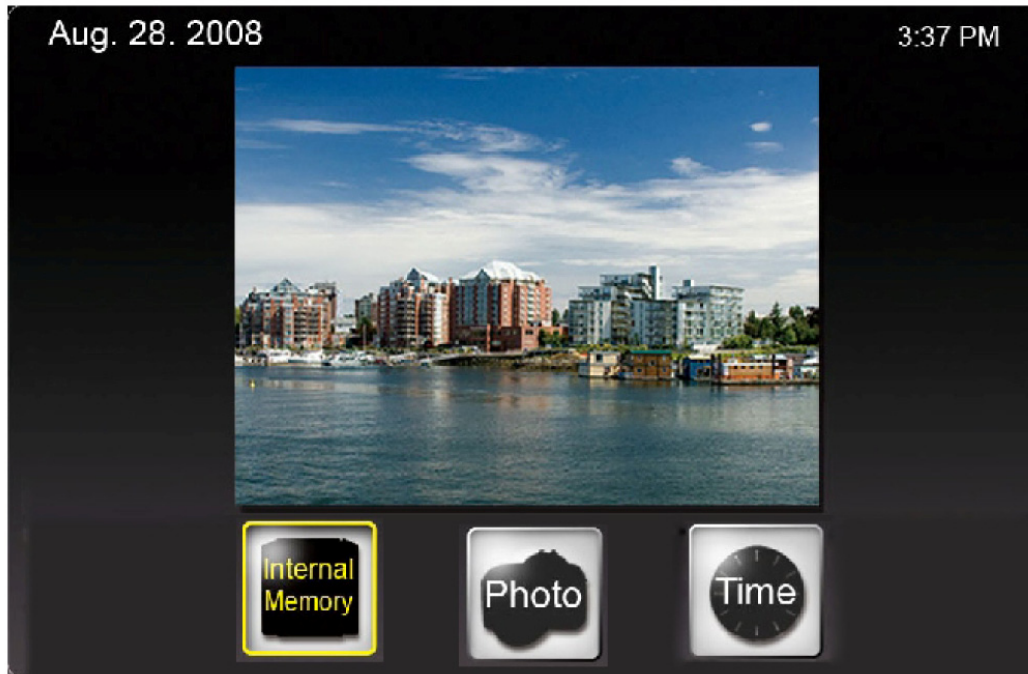 Aug. 28. 2008
3:37 PM
Internal
Memory
Photo
Time